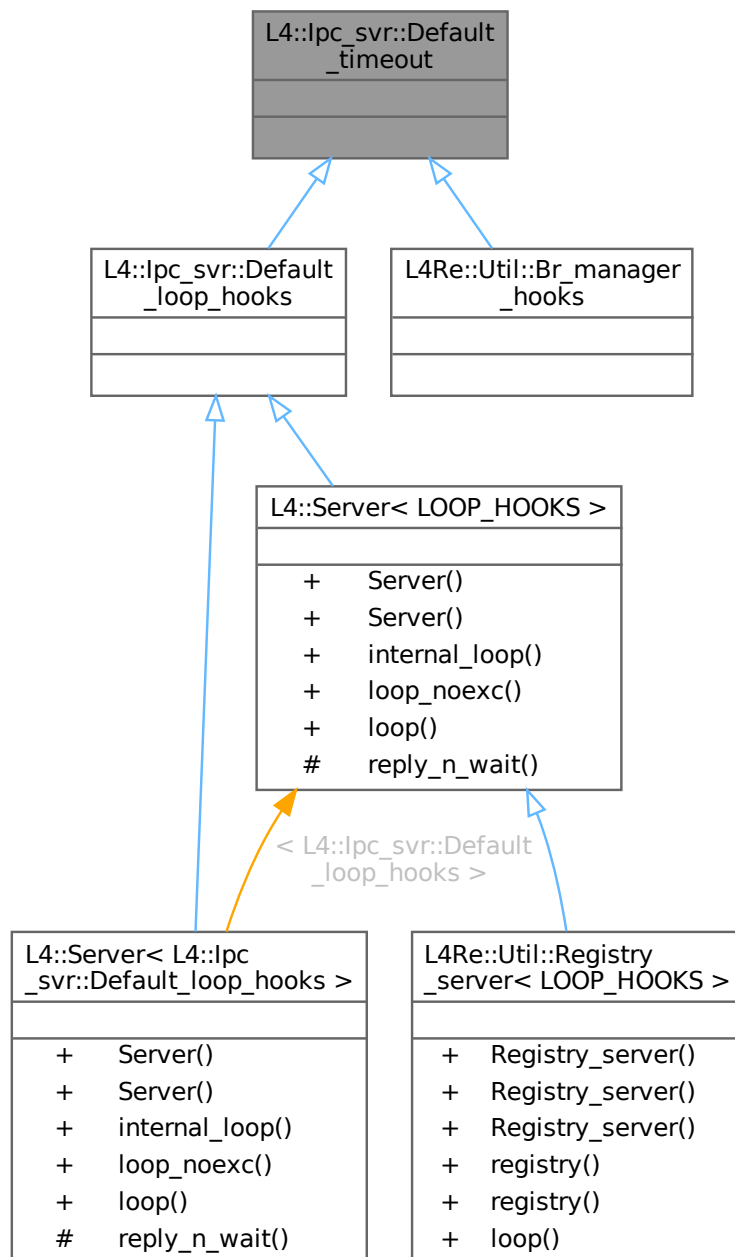 L4::Ipc_svr::Default
_timeout
L4::Ipc_svr::Default
_loop_hooks
L4Re::Util::Br_manager
_hooks
L4::Server< LOOP_HOOKS >
+ Server()
+ Server()
+ internal_loop()
+ loop_noexc()
+ loop()
# reply_n_wait()
< L4::Ipc_svr::Default
_loop_hooks >
L4::Server< L4::Ipc
_svr::Default_loop_hooks >
+ Server()
+ Server()
+ internal_loop()
+ loop_noexc()
+ loop()
# reply_n_wait()
L4Re::Util::Registry
_server< LOOP_HOOKS >
+ Registry_server()
+ Registry_server()
+ Registry_server()
+ registry()
+ registry()
+ loop()